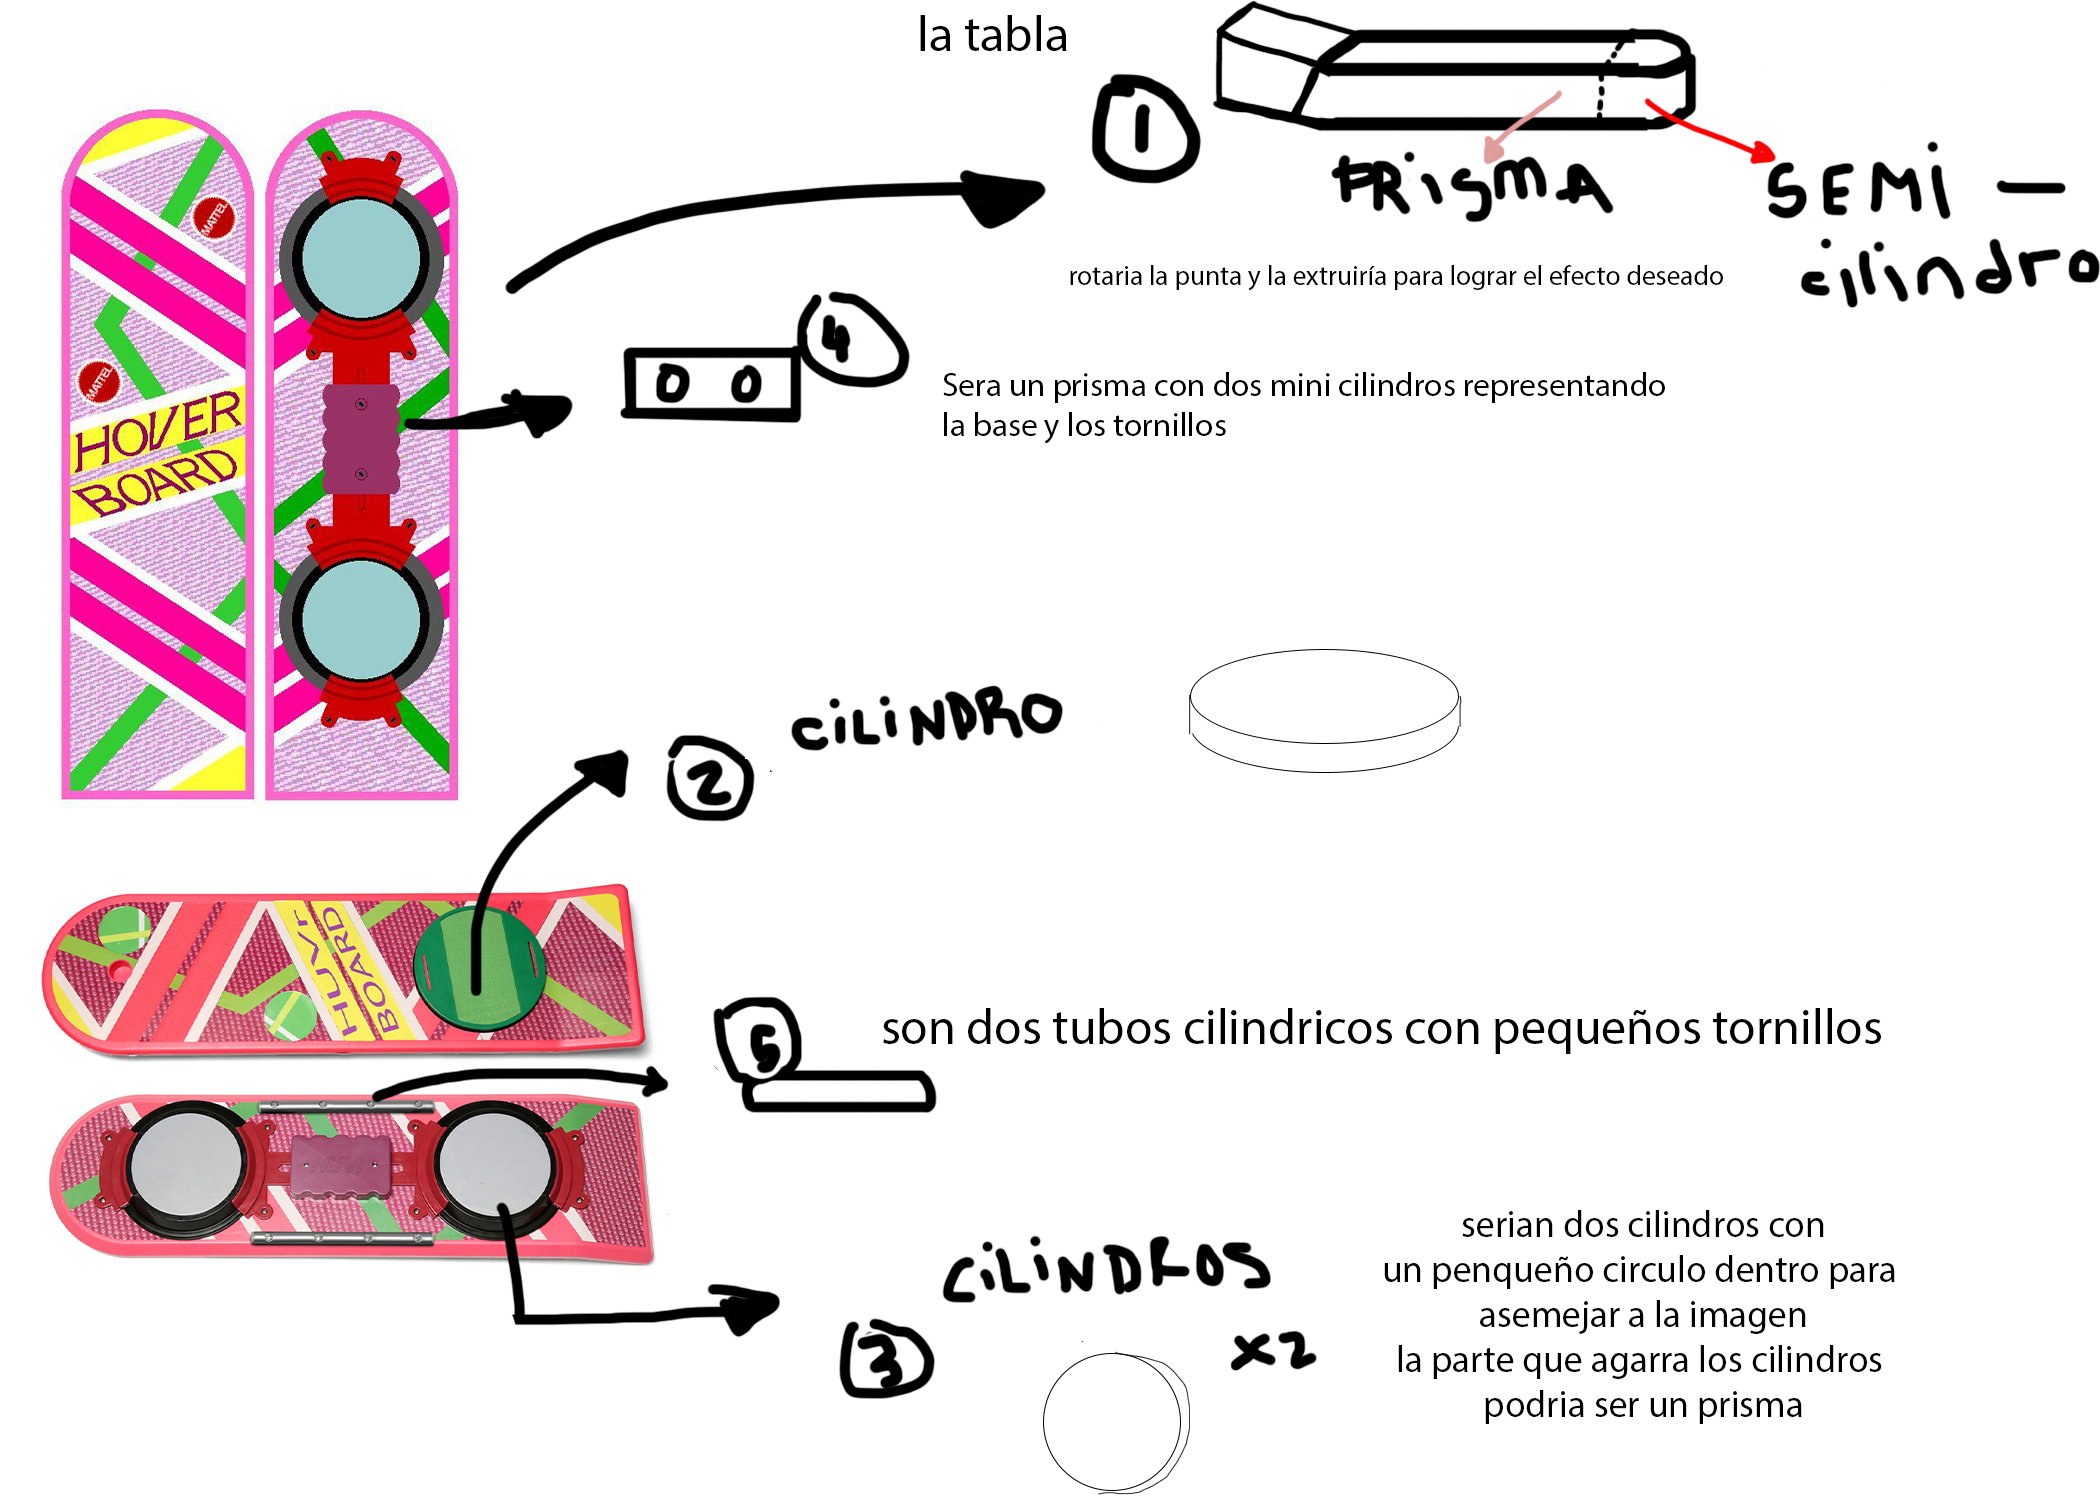 la tabla
1
PRISMA
SEMI —
cilindro
rotaria la punta y la extruiría para lograr el efecto deseado
MATTEL
MATTEL
HOVER
BOARD
4
Sera un prisma con dos mini cilindros representando
la base y los tornillos
CILINDRO
2
HUVr
BOARD
5
son dos tubos cilindricos con pequeños tornillos
CILINDROS
x2
3
serian dos cilindros con
un penqueño circulo dentro para
asemejar a la imagen
la parte que agarra los cilindros
podria ser un prisma